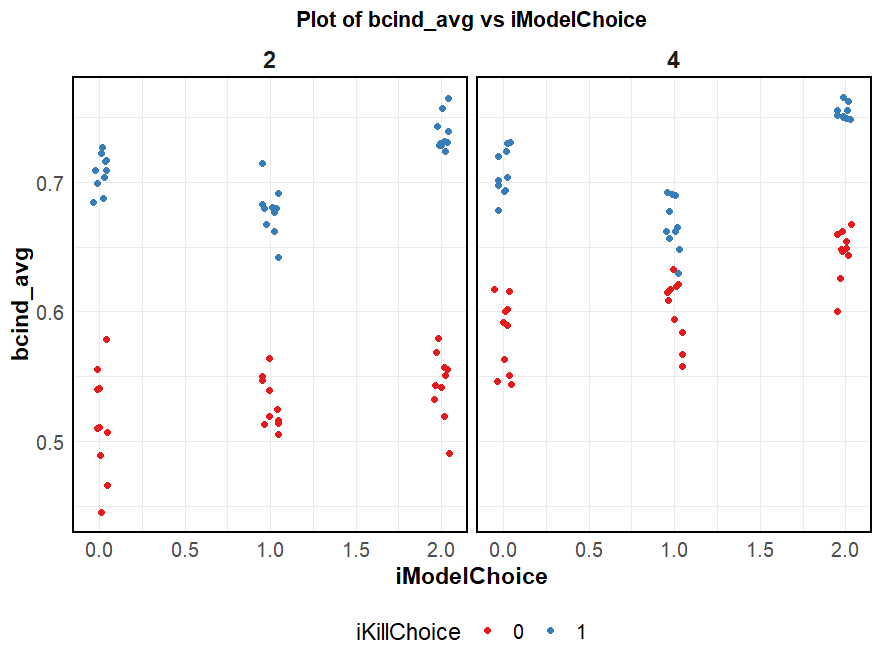 Plot of bcind_avg vs iModelChoice
2 4
bcind_avg
0.7
0.6
0.5
0.0 0.5 1.0 1.5 2.0 0.0 0.5 1.0 1.5 2.0
iModelChoice
iKillChoice 0 1